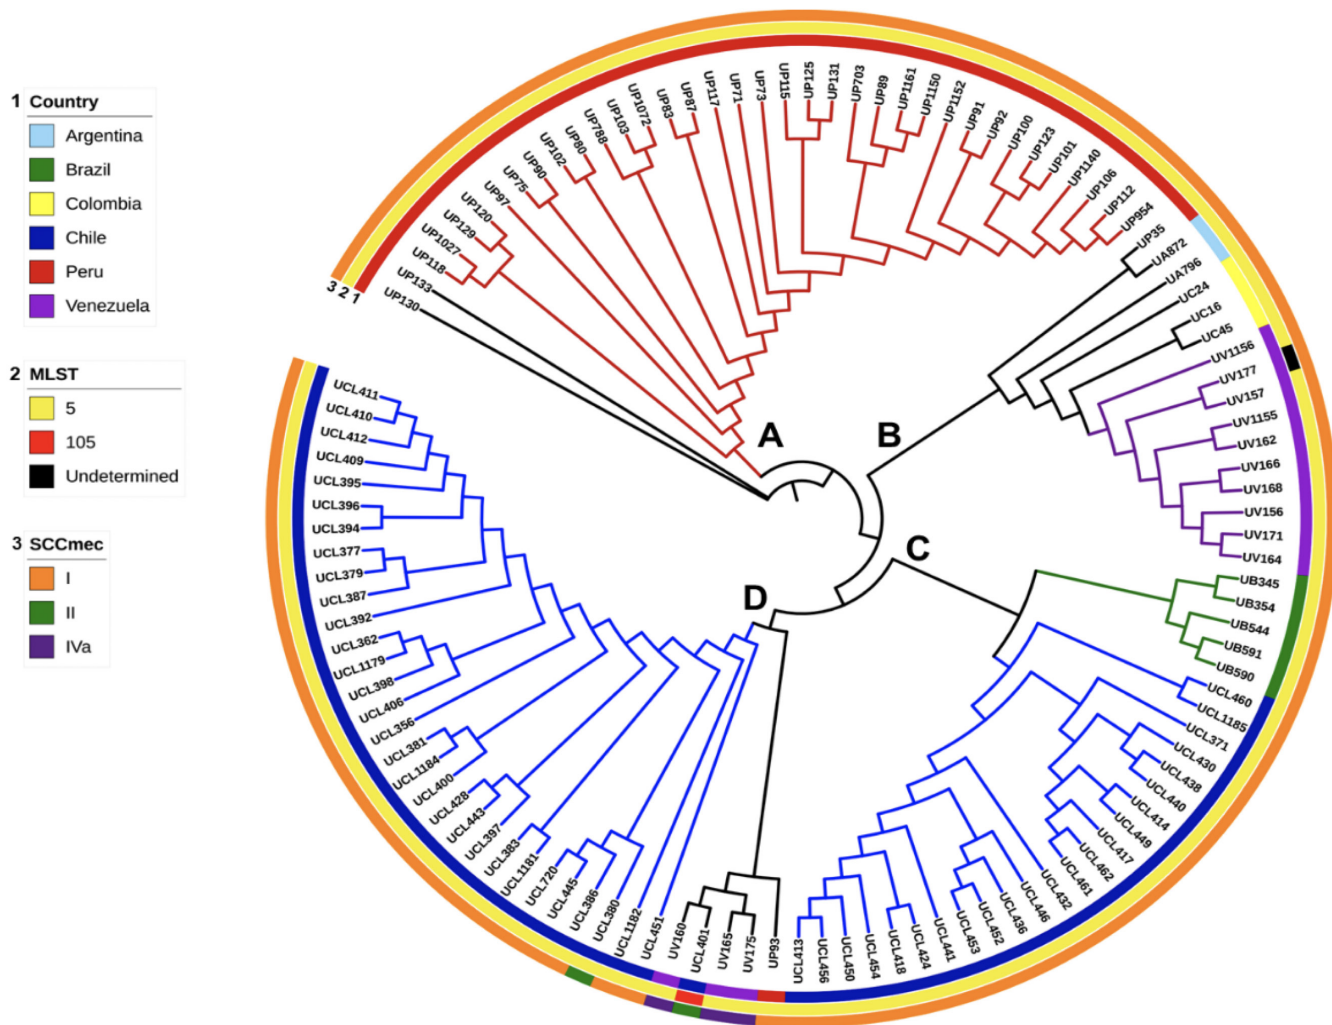 1 Country
Argentina
Brazil
Colombia
Chile
Peru
Venezuela
2 MLST
5
105
Undetermined
3 SCCmec
I
II
IVa
3 2 1
A
B
C
D
UP130
UP133
UP118
UP1027
UP129
UP120
UP97
UP75
UP90
UP102
UP80
UP788
UP103
UP1072
UP83
UP87
UP117
UP71
UP73
UP115
UP125
UP131
UP703
UP89
UP1161
UP1150
UP1152
UP91
UP92
UP100
UP123
UP101
UP1140
UP106
UP112
UP954
UP35
UA872
UA796
UC24
UC16
UC45
UV1156
UV177
UV157
UV1155
UV162
UV166
UV168
UV156
UV171
UV164
UB345
UB354
UB544
UB591
UB590
UCL460
UCL1185
UCL371
UCL430
UCL438
UCL440
UCL414
UCL449
UCL417
UCL462
UCL461
UCL432
UCL446
UCL436
UCL452
UCL453
UCL441
UCL424
UCL418
UCL454
UCL450
UCL456
UCL413
UP93
UV175
UV165
UCL401
UV160
UCL451
UCL1182
UCL380
UCL386
UCL445
UCL720
UCL1181
UCL383
UCL397
UCL443
UCL428
UCL400
UCL1184
UCL381
UCL356
UCL406
UCL398
UCL1179
UCL362
UCL392
UCL387
UCL379
UCL377
UCL394
UCL396
UCL395
UCL409
UCL412
UCL410
UCL411